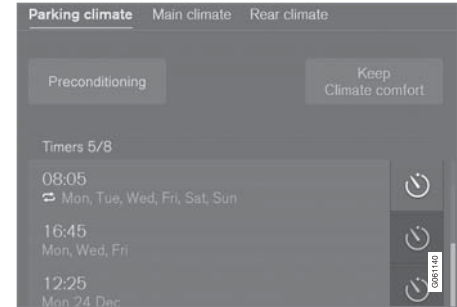 Parking climate Main climate Rear climate
Preconditioning
Keep
Climate comfort
Timers 5/8
08:05
Mon, Tue, Wed, Fri, Sat, Sun
16:45
Mon, Wed, Fri
12:25
Mon 24 Dec
G061140